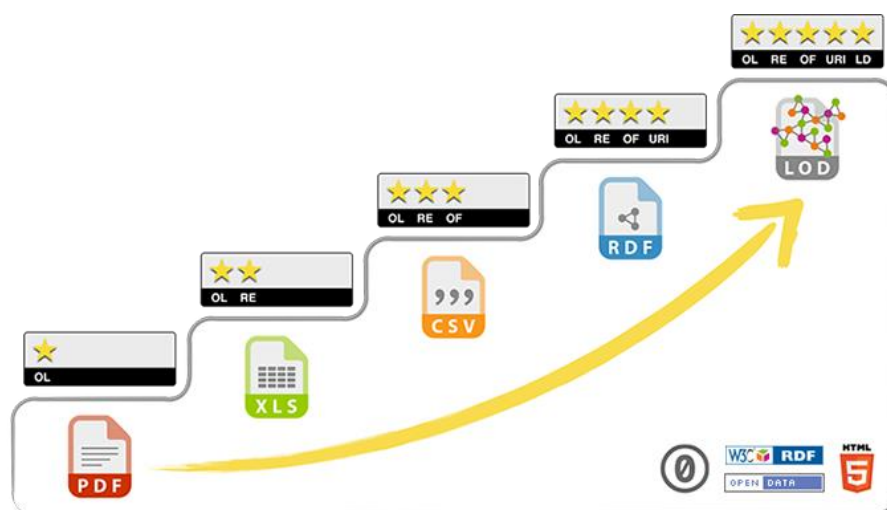 OL RE OF URI LD
LOD
OL RE OF URI
RDF
OL RE OF
CSV
OL RE
XLS
OL
PDF
0
W3C RDF
OPEN DATA
HTML
5